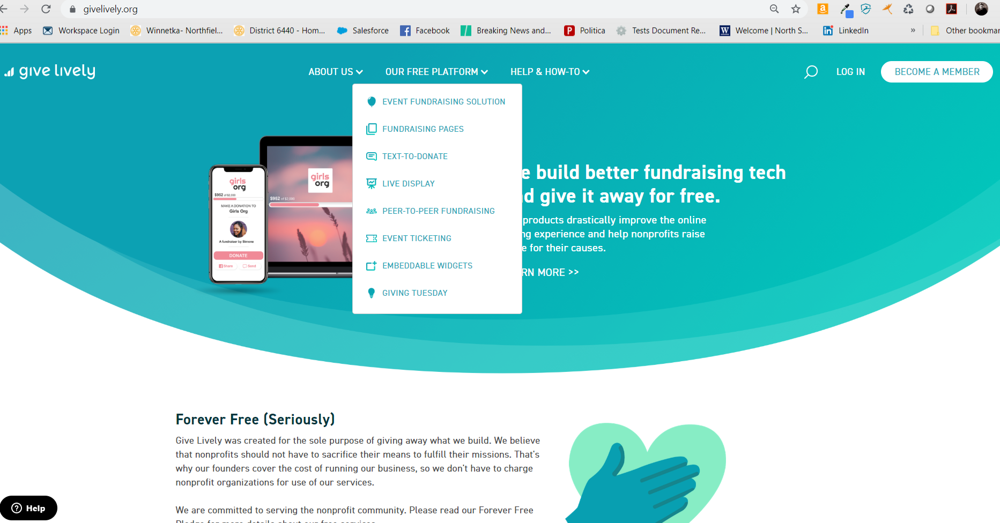 givelively.org
Apps
Workspace Login
Winnetka- Northfiel...
District 6440 - Hom...
Salesforce
Facebook
Breaking News and...
Politica
Tests Document Re...
Welcome | North S...
LinkedIn
»
Other bookmar
give lively
ABOUT US
OUR FREE PLATFORM
HELP & HOW-TO
LOG IN
BECOME A MEMBER
EVENT FUNDRAISING SOLUTION
FUNDRAISING PAGES
TEXT-TO-DONATE
LIVE DISPLAY
PEER-TO-PEER FUNDRAISING
EVENT TICKETING
EMBEDDABLE WIDGETS
GIVING TUESDAY
girls
org
$952 of $2,000
MAKE A DONATION TO
Girls Org
A fundraiser by Simone
DONATE
Share
Send
girls
org
$952 of $2,000
e build better fundraising tech
nd give it away for free.
products drastically improve the online
ng experience and help nonprofits raise
e for their causes.
RN MORE >>
Forever Free (Seriously)
Give Lively was created for the sole purpose of giving away what we build. We believe
that nonprofits should not have to sacrifice their means to fulfill their missions. That's
why our founders cover the cost of running our business, so we don't have to charge
nonprofit organizations for use of our services.
We are committed to serving the nonprofit community. Please read our Forever Free
Pledge for more details about our free services.
Help